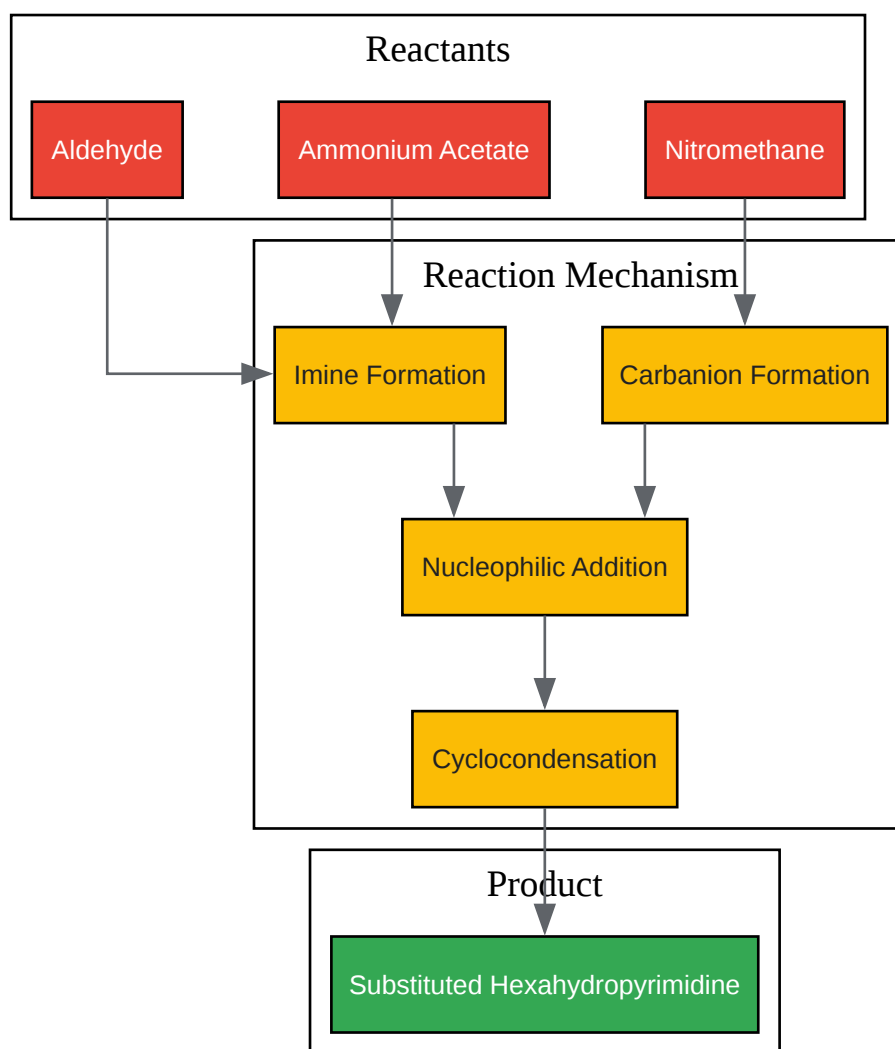 Reactants
Aldehyde
Ammonium Acetate
Nitromethane
Reaction Mechanism
Imine Formation
Carbanion Formation
Nucleophilic Addition
Cyclocondensation
Product
Substituted Hexahydropyrimidine